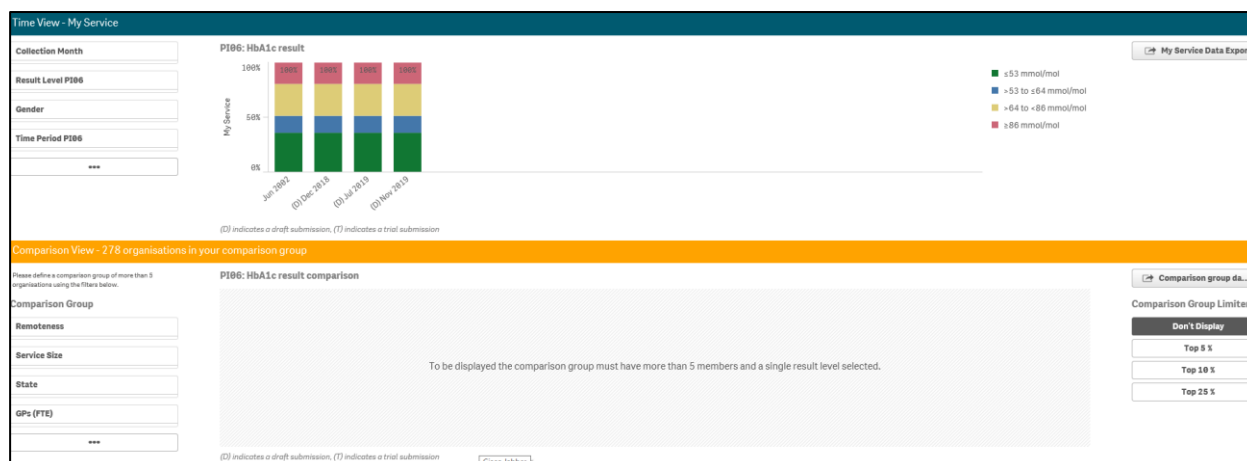 Time View - My Service
Collection Month
Result Level PI06
Gender
Time Period PI06
•••
PI06: HbA1c result
100%
50%
0%
My Service
100% 100% 100% 100%
Jun 2002
(D) Dec 2018
(D) Jul 2019
(D) Nov 2019
(D) indicates a draft submission, (T) indicates a trial submission
≤53 mmol/mol
>53 to ≤64 mmol/mol
>64 to <86 mmol/mol
≥86 mmol/mol
My Service Data Expor
Comparison View - 278 organisations in your comparison group
Please define a comparison group of more than 5
organisations using the filters below.
Comparison Group
Remoteness
Service Size
State
GPs (FTE)
•••
PI06: HbA1c result comparison
To be displayed the comparison group must have more than 5 members and a single result level selected.
(D) indicates a draft submission, (T) indicates a trial submission
Comparison group da...
Comparison Group Limite
Don't Display
Top 5 %
Top 10 %
Top 25 %